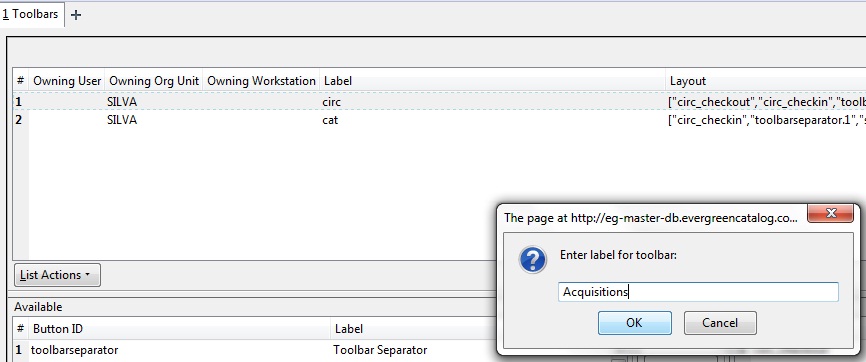 1 Toolbars +
# Owning User Owning Org Unit Owning Workstation Label Layout
1 SILVA circ ["circ_checkout","circ_checkin","toolb
2 SILVA cat ["circ_checkin","toolbarseparator.1","s
The page at http://eg-master-db.evergreencatalog.co...
Enter label for toolbar:
List Actions
Acquisitions
Available
OK Cancel
# Button ID Label
1 toolbarseparator Toolbar Separator